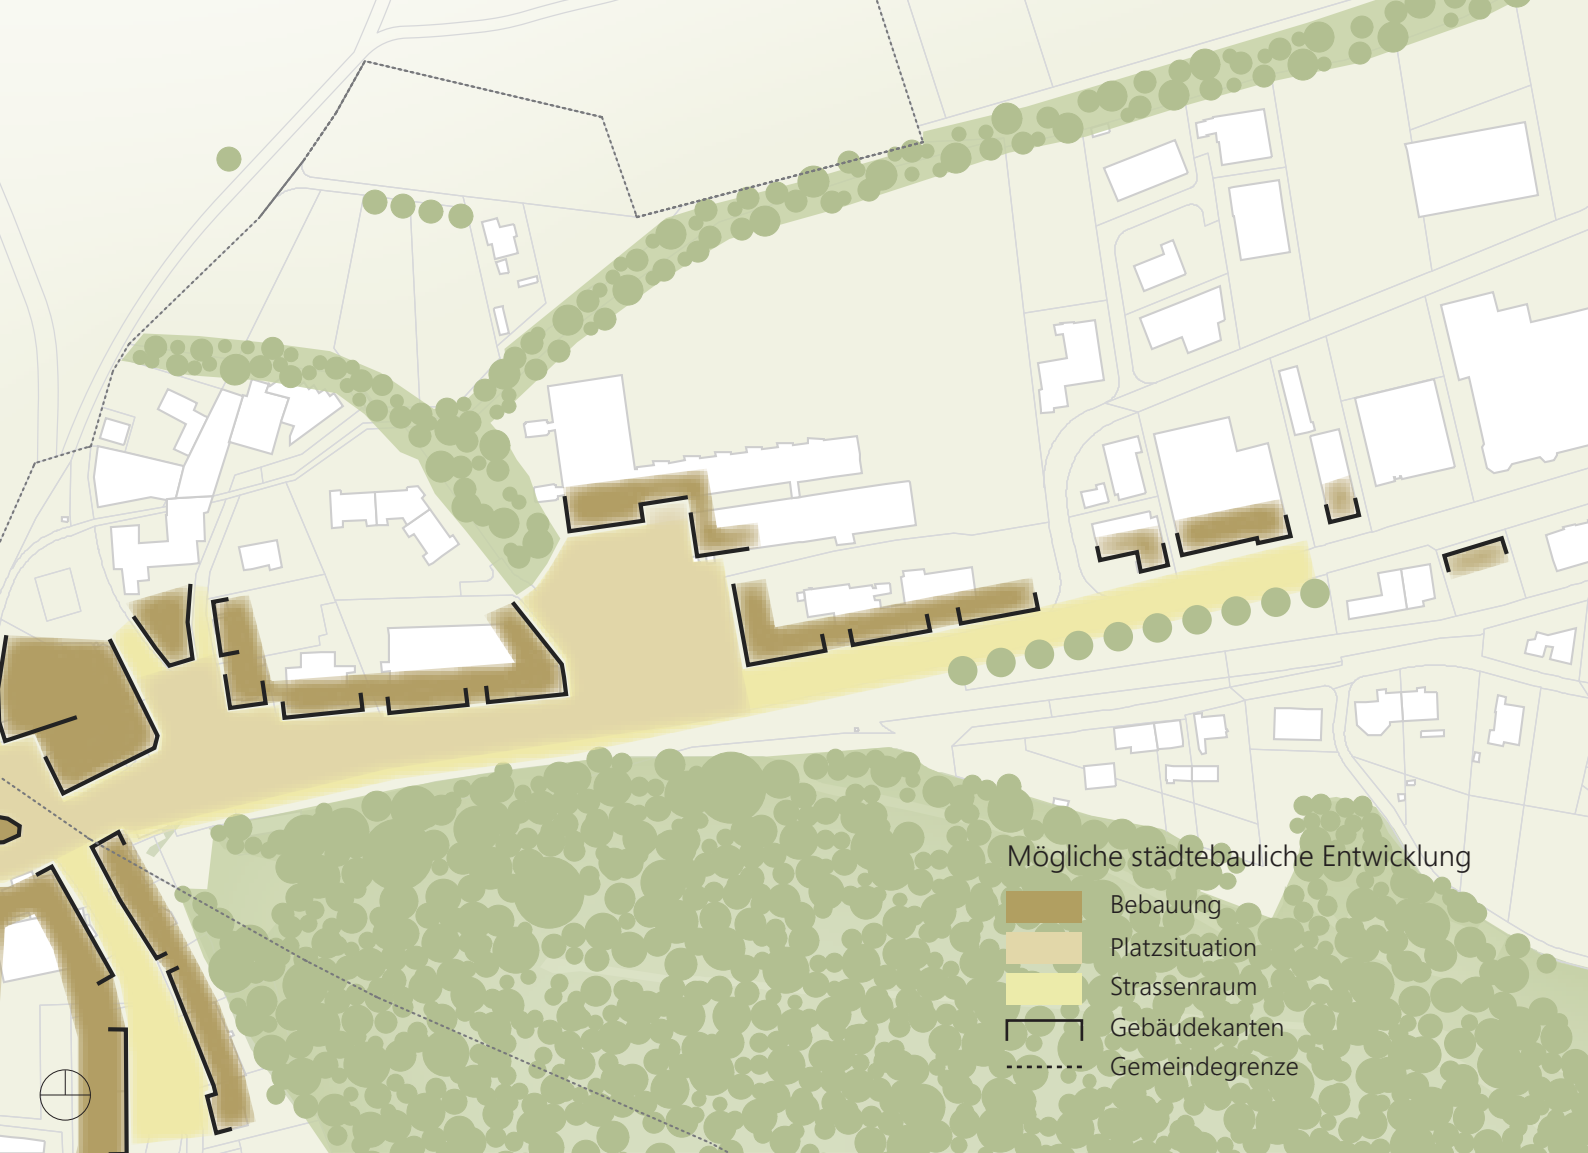 Mögliche städtebauliche Entwicklung
Bebauung
Platzsituation
Strassenraum
Gebäudekanten
Gemeindegrenze